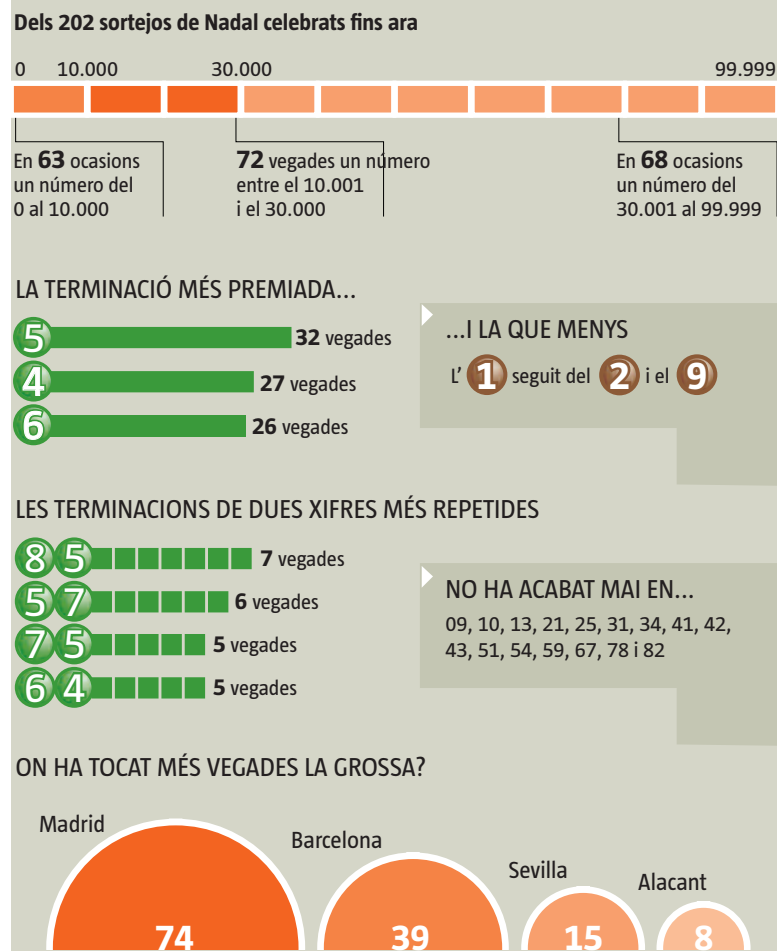 Dels 202 sortejos de Nadal celebrats fins ara
0 10.000 30.000 99.999
En 63 ocasions
un número del
0 al 10.000
72 vegades un número
entre el 10.001
i el 30.000
En 68 ocasions
un número del
30.001 al 99.999
LA TERMINACIÓ MÉS PREMIADA...
5 32 vegades
4 27 vegades
6 26 vegades
...I LA QUE MENYS
L' 1 seguit del 2 i el 9
LES TERMINACIONS DE DUES XIFRES MÉS REPETIDES
85 7 vegades
57 6 vegades
75 5 vegades
64 5 vegades
NO HA ACABAT MAI EN...
09, 10, 13, 21, 25, 31, 34, 41, 42,
43, 51, 54, 59, 67, 78 i 82
ON HA TOCAT MÉS VEGADES LA GROSSA?
Madrid
74
Barcelona
39
Sevilla
15
Alacant
8